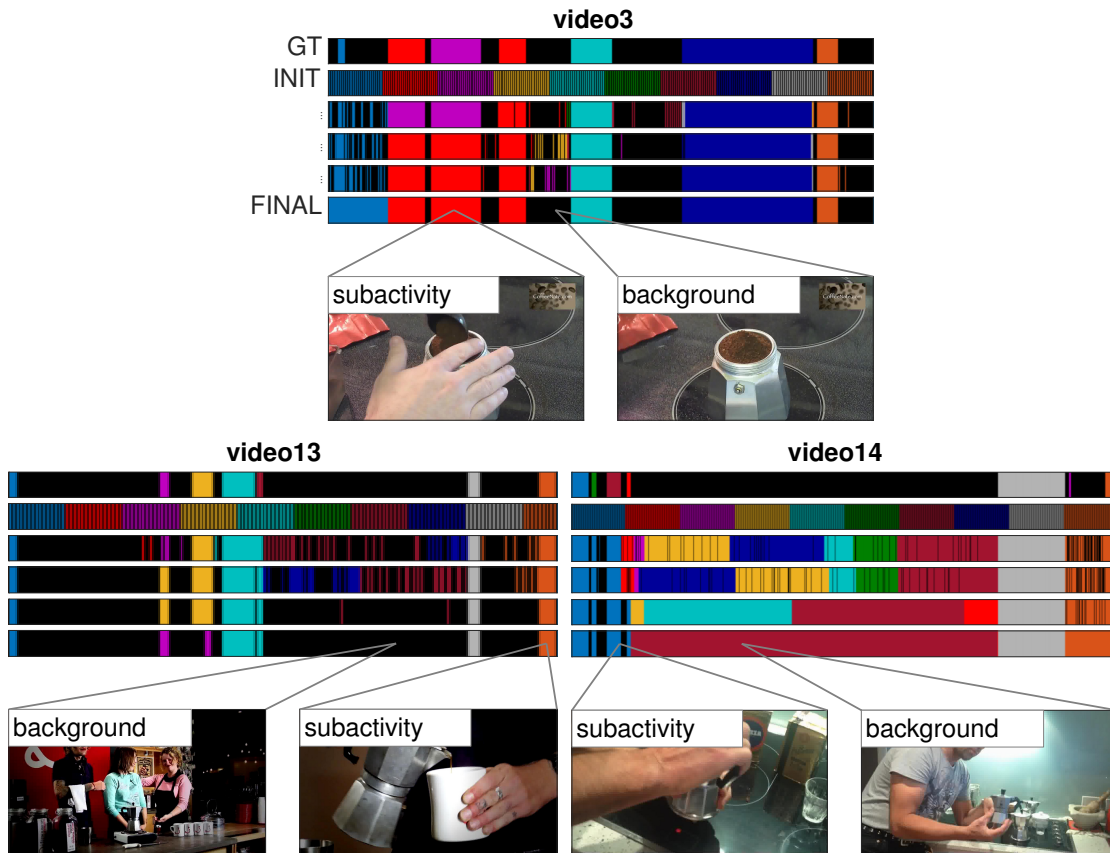 video3
GT
INIT
...
...
...
FINAL
subactivity
background
video13
video14
background
subactivity
subactivity
background
&